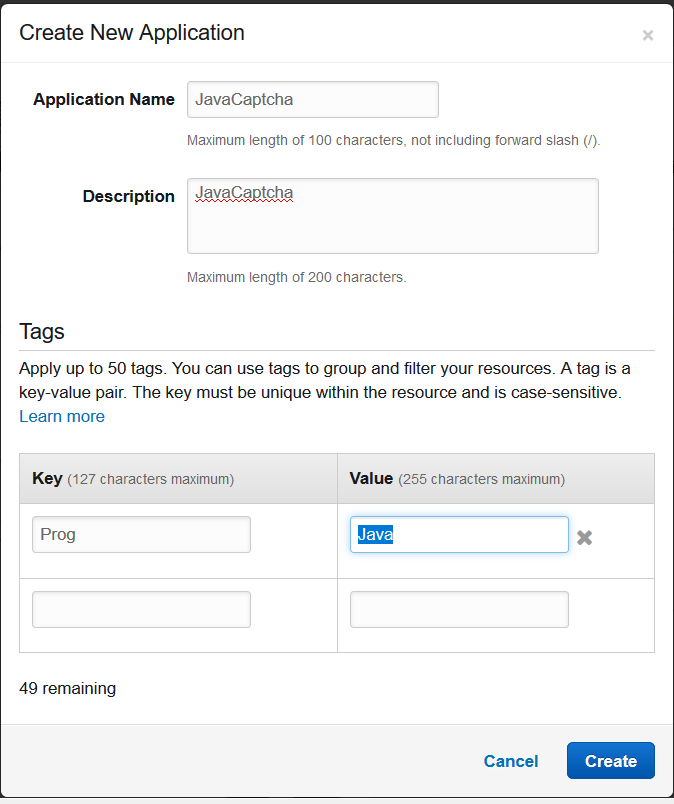 Create New Application
×
Application Name JavaCaptcha
Maximum length of 100 characters, not including forward slash (/).
Description JavaCaptcha
Maximum length of 200 characters.
Tags
Apply up to 50 tags. You can use tags to group and filter your resources. A tag is a
key-value pair. The key must be unique within the resource and is case-sensitive.
Learn more
Key (127 characters maximum) Value (255 characters maximum)
Prog Java
49 remaining
Cancel Create